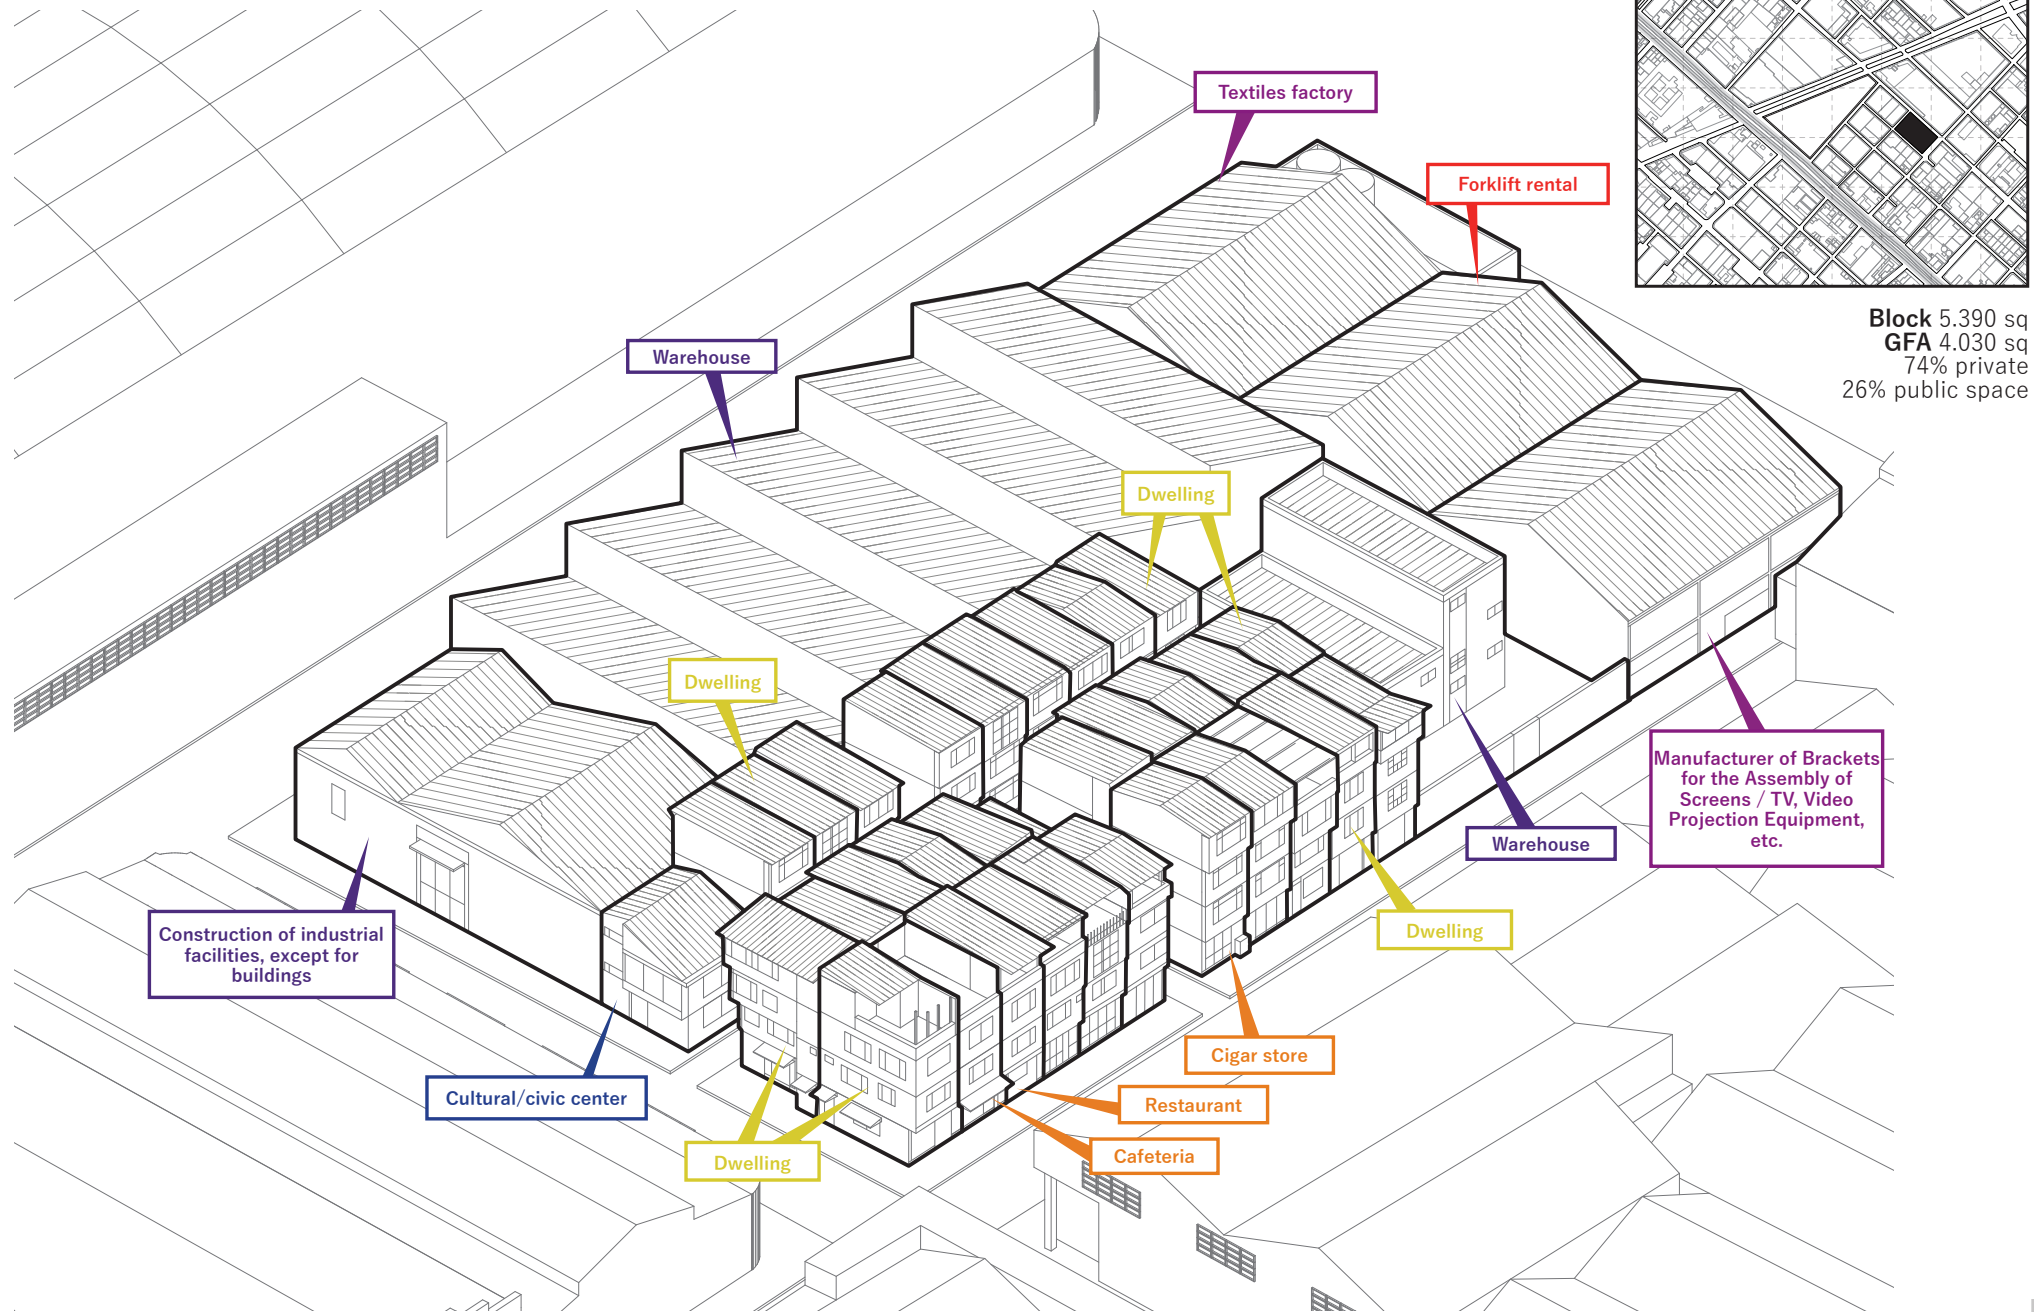 Textiles factory
Forklift rental
Block 5.390 sq
GFA 4.030 sq
74% private
26% public space
Warehouse
Dwelling
Dwelling
Manufacturer of Brackets
for the Assembly of
Screens / TV, Video
Projection Equipment,
etc.
Warehouse
Dwelling
Construction of industrial
facilities, except for
buildings
Cigar store
Cultural/civic center
Restaurant
Dwelling
Cafeteria